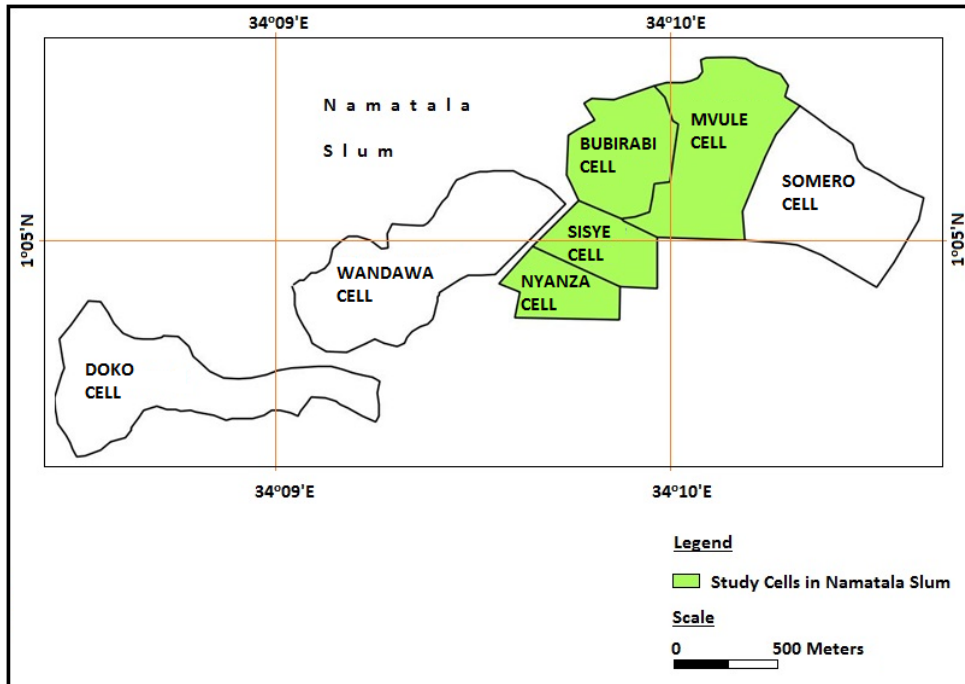 34°09'E
34°10'E
N a m a t a l a
S l u m
BUBIRABI
CELL
MVULE
CELL
SOMERO
CELL
1°05'N
1°05'N
SISYE
CELL
WANDAWA
CELL
NYANZA
CELL
DOKO
CELL
34°09'E
34°10'E
Legend
Study Cells in Namatala Slum
Scale
0
500 Meters